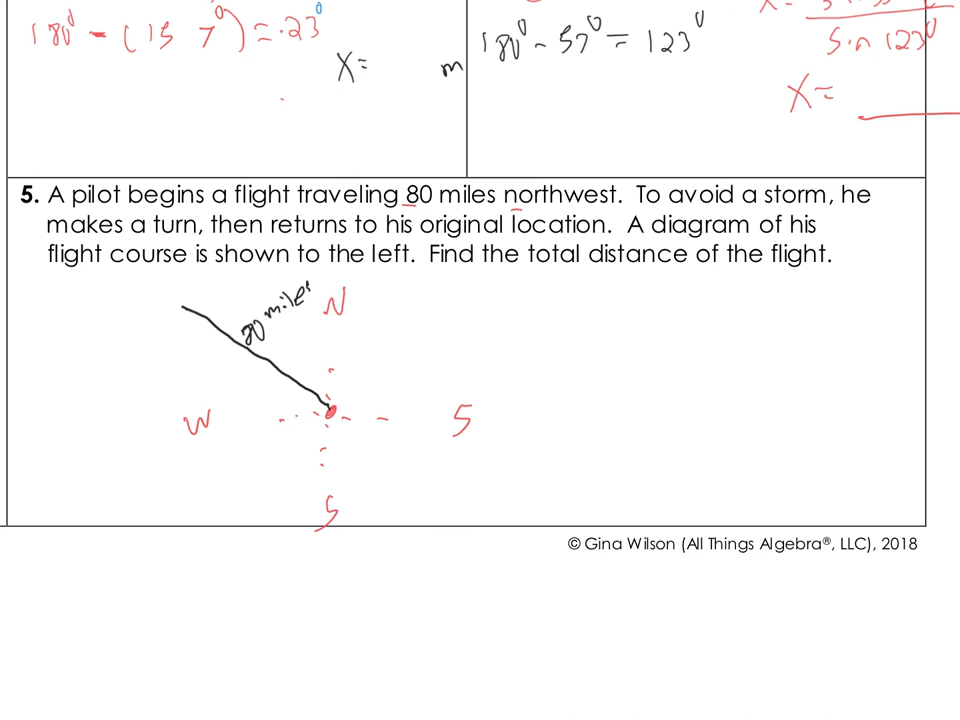 180° - (157°) = 23°
X =      m
180° - 57° = 123°
X =
Sin 123°
X = ____
5. A pilot begins a flight traveling 80 miles northwest. To avoid a storm, he
makes a turn, then returns to his original location. A diagram of his
flight course is shown to the left. Find the total distance of the flight.
80 miles
N
W
S
S
© Gina Wilson (All Things Algebra®, LLC), 2018